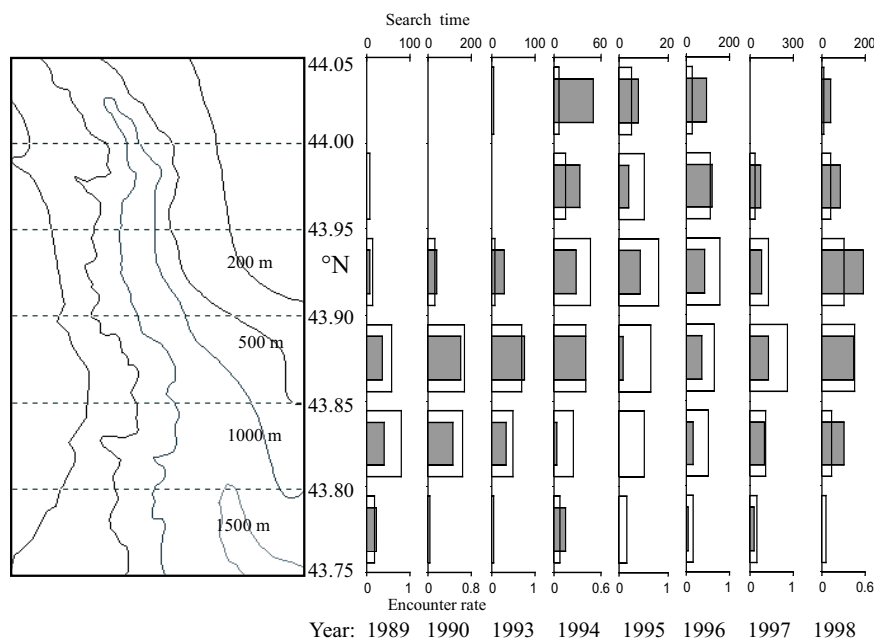 Search time
0 100 0 200 0 100 0 60 0 20 0 200 0 300 0 200
44.05
44.00
43.95
200 m
°N
43.90
500 m
43.85
1000 m
43.80
1500 m
43.75
0 1 0 0.8 0 1 0 0.6 0 1 0 1 0 1 0 0.6
Encounter rate
Year: 1989 1990 1993 1994 1995 1996 1997 1998